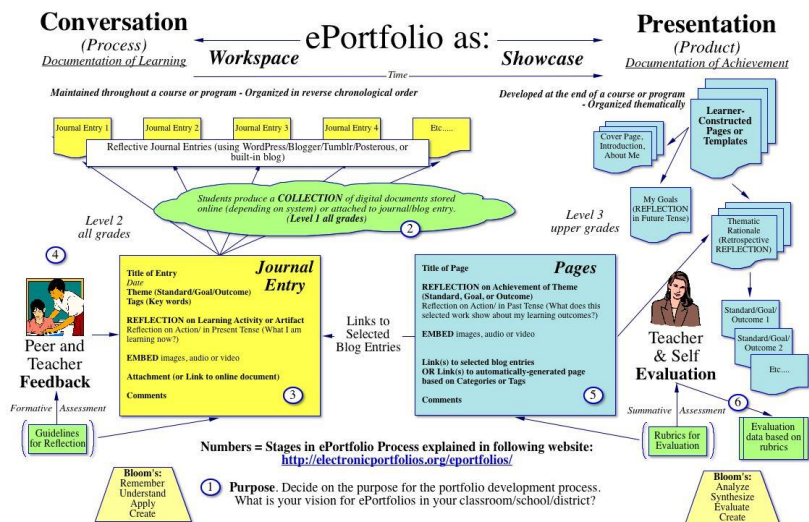 Conversation
(Process)
Documentation of Learning
ePortfolio as:
Workspace
Showcase
Time
Presentation
(Product)
Documentation of Achievement
Maintained throughout a course or program - Organized in reverse chronological order
Developed at the end of a course or program
- Organized thematically
Journal Entry 1
Journal Entry 2
Journal Entry 3
Journal Entry 4
Etc.....
Reflective Journal Entries (using WordPress/Blogger/Tumblr/Posterous, or
built-in blog)
Students produce a COLLECTION of digital documents stored
online (depending on system) or attached to journal/blog entry.
(Level 1 all grades)
2
Level 2
all grades
Level 3
upper grades
Learner-
Constructed
Pages or
Templates
Cover Page,
Introduction,
About Me
My Goals
(REFLECTION
in Future Tense)
Thematic
Rationale
(Retrospective
REFLECTION)
Standard/Goal/
Outcome 1
Standard/Goal/
Outcome 2
Etc....
4
Peer and
Teacher
Feedback
Formative
Assessment
Guidelines
for Reflection
Journal
Entry
Title of Entry
Date
Theme (Standard/Goal/Outcome)
Tags (Key words)
REFLECTION on Learning Activity or Artifact
Reflection on Action/ in Present Tense (What I am
learning now?)
EMBED images, audio or video
Attachment (or Link to online document)
Comments
3
Links to
Selected
Blog Entries
Pages
Title of Page
REFLECTION on Achievement of Theme
(Standard, Goal, or Outcome)
Reflection on Action/ in Past Tense (What does this
selected work show about my learning outcomes?)
EMBED images, audio or video
Link(s) to selected blog entries
OR Link(s) to automatically-generated page
based on Categories or Tags
Comments
5
Teacher
& Self
Evaluation
Summative
Assessment
6
Rubrics for
Evaluation
Evaluation
data based on
rubrics
Numbers = Stages in ePortfolio Process explained in following website:
http://electronicportfolios.org/eportfolios/
1
Purpose. Decide on the purpose for the portfolio development process.
What is your vision for ePortfolios in your classroom/school/district?
Bloom's:
Remember
Understand
Apply
Create
Bloom's:
Analyze
Synthesize
Evaluate
Create